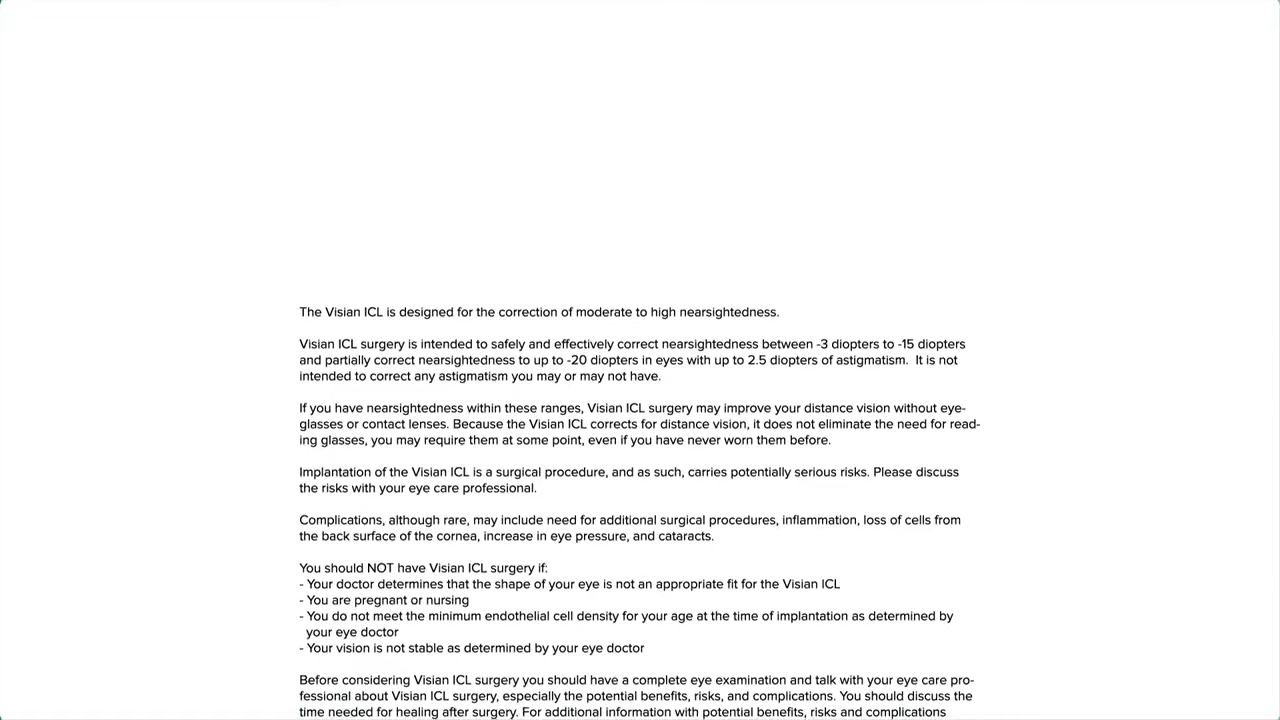 The Visian ICL is designed for the correction of moderate to high nearsightedness.
Visian ICL surgery is intended to safely and effectively correct nearsightedness between -3 diopters to -15 diopters
and partially correct nearsightedness to up to -20 diopters in eyes with up to 2.5 diopters of astigmatism.  It is not
intended to correct any astigmatism you may or may not have.
If you have nearsightedness within these ranges, Visian ICL surgery may improve your distance vision without eye-
glasses or contact lenses. Because the Visian ICL corrects for distance vision, it does not eliminate the need for read-
ing glasses, you may require them at some point, even if you have never worn them before.
Implantation of the Visian ICL is a surgical procedure, and as such, carries potentially serious risks. Please discuss
the risks with your eye care professional.
Complications, although rare, may include need for additional surgical procedures, inflammation, loss of cells from
the back surface of the cornea, increase in eye pressure, and cataracts.
You should NOT have Visian ICL surgery if:
- Your doctor determines that the shape of your eye is not an appropriate fit for the Visian ICL
- You are pregnant or nursing
- You do not meet the minimum endothelial cell density for your age at the time of implantation as determined by
your eye doctor
- Your vision is not stable as determined by your eye doctor
Before considering Visian ICL surgery you should have a complete eye examination and talk with your eye care pro-
fessional about Visian ICL surgery, especially the potential benefits, risks, and complications. You should discuss the
time needed for healing after surgery. For additional information with potential benefits, risks and complications